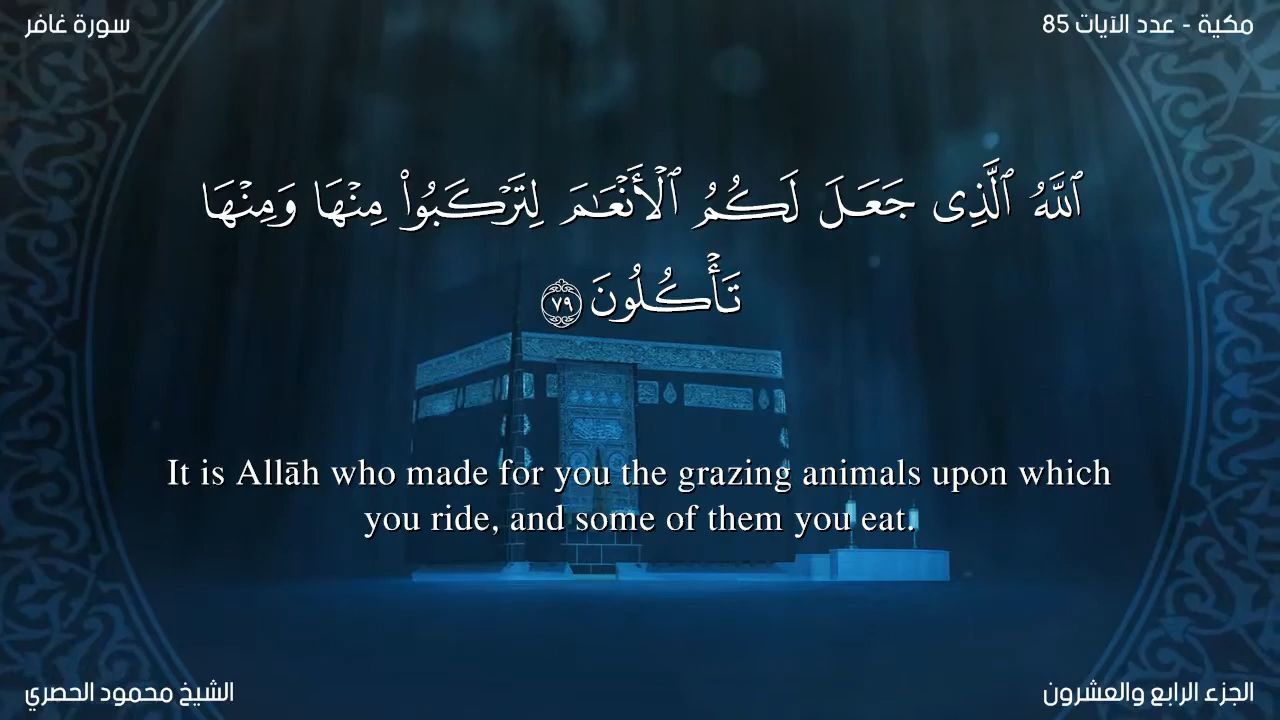 سورة غافر
مكية - عدد الآيات 85
ٱللَّهُ ٱلَّذِى جَعَلَ لَكُمُ ٱلْأَنْعَـٰمَ لِتَرْكَبُوا۟ مِنْهَا وَمِنْهَا
تَأْكُلُونَ ٧٩
It is Allāh who made for you the grazing animals upon which
you ride, and some of them you eat.
الشيخ محمود الحصري
الجزء الرابع والعشرون